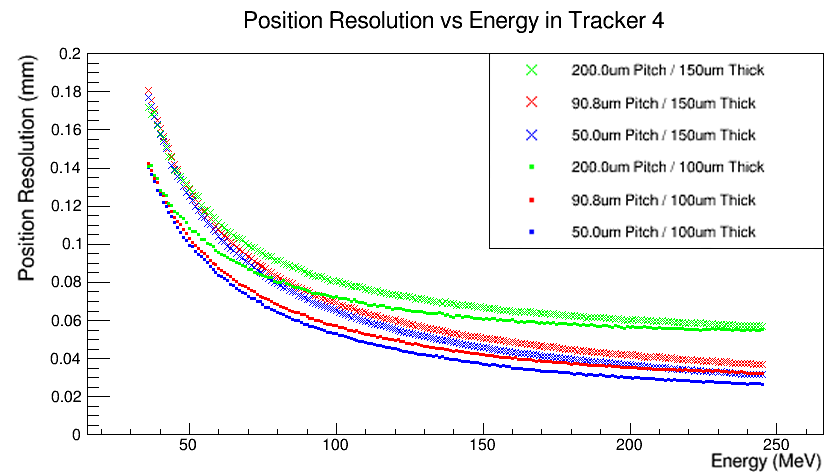 Position Resolution vs Energy in Tracker 4
Position Resolution (mm)
0.2
0.18
0.16
0.14
0.12
0.1
0.08
0.06
0.04
0.02
0
200.0um Pitch / 150um Thick
90.8um Pitch / 150um Thick
50.0um Pitch / 150um Thick
200.0um Pitch / 100um Thick
90.8um Pitch / 100um Thick
50.0um Pitch / 100um Thick
50 100 150 200 250
Energy (MeV)